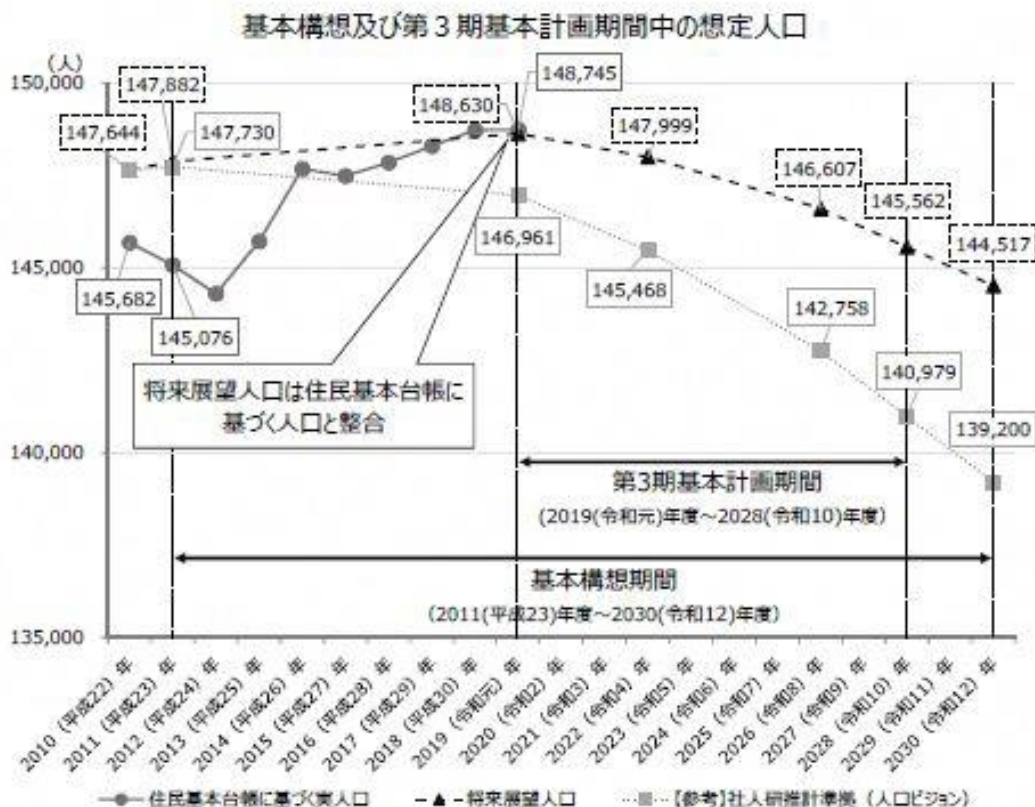 基本構想及び第3期基本計画期間中の想定人口
(人)
150,000
145,000
140,000
135,000
147,644
147,882
147,730
148,630
148,745
147,999
146,607
145,562
144,517
145,682
145,076
146,961
145,468
142,758
140,979
139,200
将来展望人口は住民基本台帳に
基づく人口と整合
第3期基本計画期間
(2019(令和元)年度~2028(令和10)年度)
基本構想期間
(2011(平成23)年度~2030(令和12)年度)
2010 (平成22) 年
2011 (平成23) 年
2012 (平成24) 年
2013 (平成25) 年
2014 (平成26) 年
2015 (平成27) 年
2016 (平成28) 年
2017 (平成29) 年
2018 (平成30) 年
2019 (令和元) 年
2020 (令和02) 年
2021 (令和03) 年
2022 (令和04) 年
2023 (令和05) 年
2024 (令和06) 年
2025 (令和07) 年
2026 (令和08) 年
2027 (令和09) 年
2028 (令和10) 年
2029 (令和11) 年
2030 (令和12) 年
住民基本台帳に基づく実人口
将来展望人口
【参考】社人研推計準拠 (人口ビジョン)